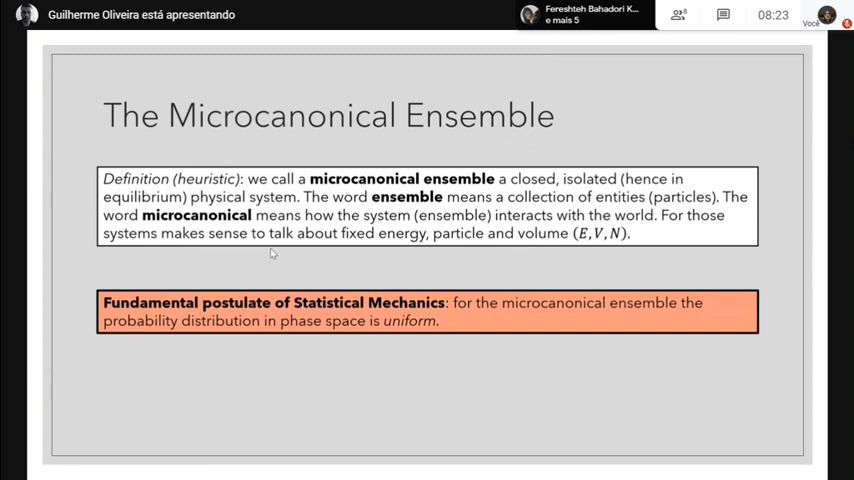 Guilherme Oliveira está apresentando
Fereshteh Bahadori K...
e mais 5
8
08:23
Você
The Microcanonical Ensemble
Definition (heuristic): we call a microcanonical ensemble a closed, isolated (hence in
equilibrium) physical system. The word ensemble means a collection of entities (particles). The
word microcanonical means how the system (ensemble) interacts with the world. For those
systems makes sense to talk about fixed energy, particle and volume (E, V, N).
Fundamental postulate of Statistical Mechanics: for the microcanonical ensemble the
probability distribution in phase space is uniform.